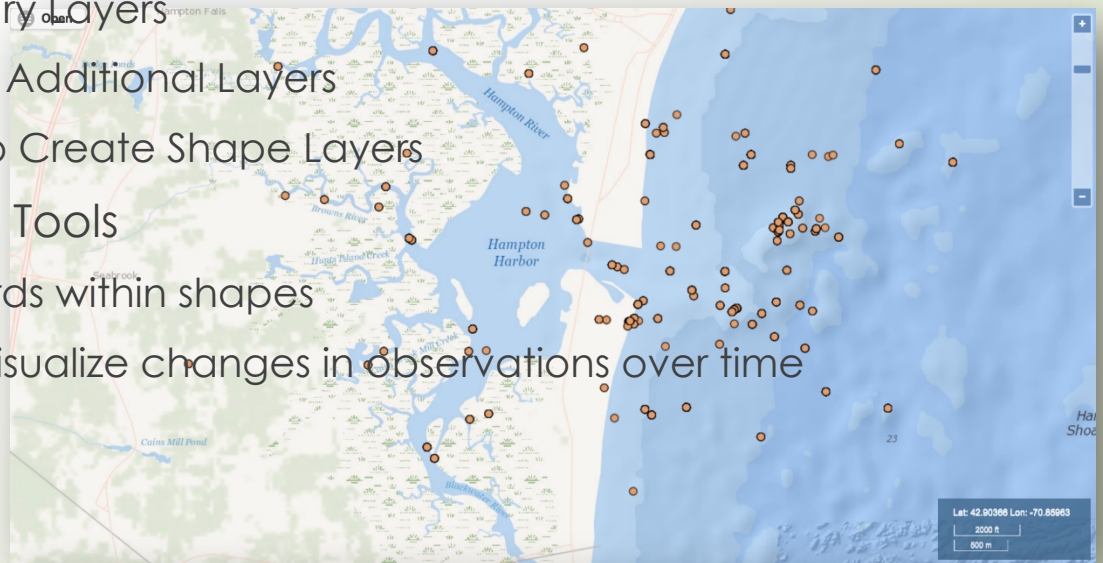 ry Layers
Open
Hampton Falls
Additional Layers
Create Shape Layers
Hampton River
Browns River
Tools
Hampton
Harbor
Hunts Island Creek
Seabrook
rds within shapes
Mill Creek
isualize changes in observations over time
Cains Mill Pond
23
Blackwater River
Lat: 42.90366 Lon: -70.85963
2000 ft
500 m
+
−